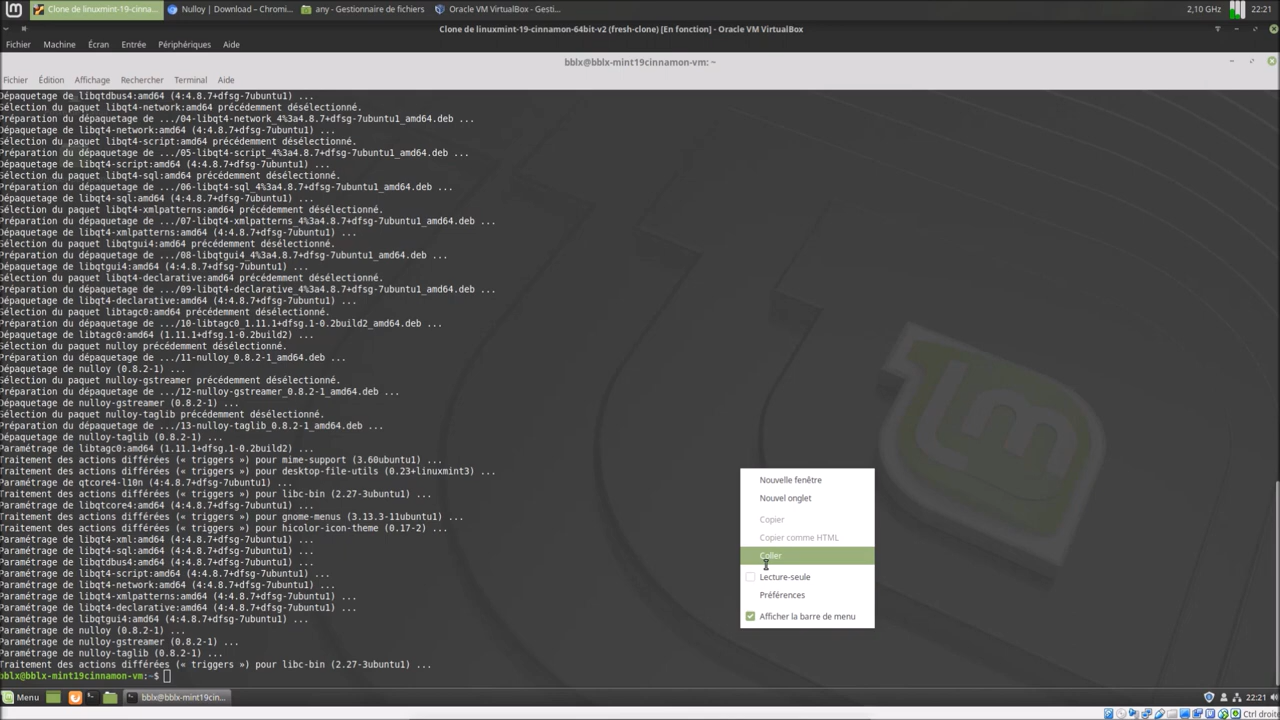 Clone de linuxmint-19-cinna...
Nulloy | Download – Chromi...
any - Gestionnaire de fichiers
Oracle VM VirtualBox - Gesti...
2,10 GHz
22:21
Clone de linuxmint-19-cinnamon-64bit-v2 (fresh-clone) [En fonction] - Oracle VM VirtualBox
Fichier Machine Écran Entrée Périphériques Aide
bblx@bblx-mint19cinnamon-vm: ~
Fichier Édition Affichage Rechercher Terminal Aide
Dépaquetage de libqtdbus4:amd64 (4:4.8.7+dfsg-7ubuntu1) ...
Sélection du paquet libqt4-network:amd64 précédemment désélectionné.
Préparation du dépaquetage de .../04-libqt4-network_4%3a4.8.7+dfsg-7ubuntu1_amd64.deb ...
Dépaquetage de libqt4-network:amd64 (4:4.8.7+dfsg-7ubuntu1) ...
Sélection du paquet libqt4-script:amd64 précédemment désélectionné.
Préparation du dépaquetage de .../05-libqt4-script_4%3a4.8.7+dfsg-7ubuntu1_amd64.deb ...
Dépaquetage de libqt4-script:amd64 (4:4.8.7+dfsg-7ubuntu1) ...
Sélection du paquet libqt4-sql:amd64 précédemment désélectionné.
Préparation du dépaquetage de .../06-libqt4-sql_4%3a4.8.7+dfsg-7ubuntu1_amd64.deb ...
Dépaquetage de libqt4-sql:amd64 (4:4.8.7+dfsg-7ubuntu1) ...
Sélection du paquet libqt4-xmlpatterns:amd64 précédemment désélectionné.
Préparation du dépaquetage de .../07-libqt4-xmlpatterns_4%3a4.8.7+dfsg-7ubuntu1_amd64.deb ...
Dépaquetage de libqt4-xmlpatterns:amd64 (4:4.8.7+dfsg-7ubuntu1) ...
Sélection du paquet libqtgui4:amd64 précédemment désélectionné.
Préparation du dépaquetage de .../08-libqtgui4_4%3a4.8.7+dfsg-7ubuntu1_amd64.deb ...
Dépaquetage de libqtgui4:amd64 (4:4.8.7+dfsg-7ubuntu1) ...
Sélection du paquet libqt4-declarative:amd64 précédemment désélectionné.
Préparation du dépaquetage de .../09-libqt4-declarative_4%3a4.8.7+dfsg-7ubuntu1_amd64.deb ...
Dépaquetage de libqt4-declarative:amd64 (4:4.8.7+dfsg-7ubuntu1) ...
Sélection du paquet libtagc0:amd64 précédemment désélectionné.
Préparation du dépaquetage de .../10-libtagc0_1.11.1+dfsg.1-0.2build2_amd64.deb ...
Dépaquetage de libtagc0:amd64 (1.11.1+dfsg.1-0.2build2) ...
Sélection du paquet nulloy précédemment désélectionné.
Préparation du dépaquetage de .../11-nulloy_0.8.2-1_amd64.deb ...
Dépaquetage de nulloy (0.8.2-1) ...
Sélection du paquet nulloy-gstreamer précédemment désélectionné.
Préparation du dépaquetage de .../12-nulloy-gstreamer_0.8.2-1_amd64.deb ...
Dépaquetage de nulloy-gstreamer (0.8.2-1) ...
Sélection du paquet nulloy-taglib précédemment désélectionné.
Préparation du dépaquetage de .../13-nulloy-taglib_0.8.2-1_amd64.deb ...
Dépaquetage de nulloy-taglib (0.8.2-1) ...
Paramétrage de libtagc0:amd64 (1.11.1+dfsg.1-0.2build2) ...
Traitement des actions différées (« triggers ») pour mime-support (3.60ubuntu1) ...
Traitement des actions différées (« triggers ») pour desktop-file-utils (0.23+linuxmint3) ...
Paramétrage de qtcore4-l10n (4:4.8.7+dfsg-7ubuntu1) ...
Traitement des actions différées (« triggers ») pour libc-bin (2.27-3ubuntu1) ...
Paramétrage de libqtcore4:amd64 (4:4.8.7+dfsg-7ubuntu1) ...
Traitement des actions différées (« triggers ») pour gnome-menus (3.13.3-11ubuntu1) ...
Traitement des actions différées (« triggers ») pour hicolor-icon-theme (0.17-2) ...
Paramétrage de libqt4-xml:amd64 (4:4.8.7+dfsg-7ubuntu1) ...
Paramétrage de libqt4-sql:amd64 (4:4.8.7+dfsg-7ubuntu1) ...
Paramétrage de libqtdbus4:amd64 (4:4.8.7+dfsg-7ubuntu1) ...
Paramétrage de libqt4-script:amd64 (4:4.8.7+dfsg-7ubuntu1) ...
Paramétrage de libqt4-network:amd64 (4:4.8.7+dfsg-7ubuntu1) ...
Paramétrage de libqt4-xmlpatterns:amd64 (4:4.8.7+dfsg-7ubuntu1) ...
Paramétrage de libqt4-declarative:amd64 (4:4.8.7+dfsg-7ubuntu1) ...
Paramétrage de libqtgui4:amd64 (4:4.8.7+dfsg-7ubuntu1) ...
Paramétrage de nulloy (0.8.2-1) ...
Paramétrage de nulloy-gstreamer (0.8.2-1) ...
Paramétrage de nulloy-taglib (0.8.2-1) ...
Traitement des actions différées (« triggers ») pour libc-bin (2.27-3ubuntu1) ...
bblx@bblx-mint19cinnamon-vm:~$
Nouvelle fenêtre
Nouvel onglet
Copier
Copier comme HTML
Coller
Lecture-seule
Préférences
Afficher la barre de menu
Menu
bblx@bblx-mint19cin...
22:21
Ctrl droite